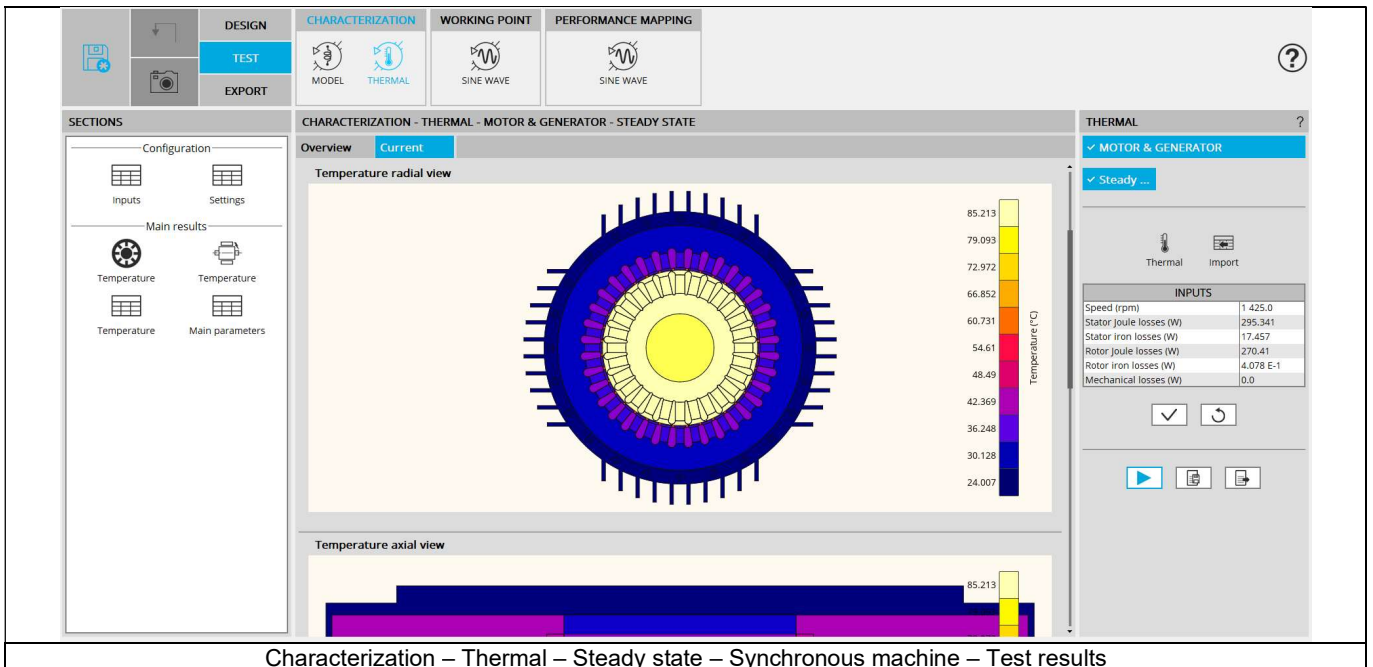 DESIGN
TEST
EXPORT
CHARACTERIZATION
MODEL
THERMAL
WORKING POINT
SINE WAVE
PERFORMANCE MAPPING
SINE WAVE
?
SECTIONS
Configuration
Inputs
Settings
Main results
Temperature
Temperature
Temperature
Main parameters
CHARACTERIZATION - THERMAL - MOTOR & GENERATOR - STEADY STATE
Overview
Current
Temperature radial view
85.213
79.093
72.972
66.852
60.731
54.61
48.49
42.369
36.248
30.128
24.007
Temperature (°C)
Temperature axial view
85.213
THERMAL ?
MOTOR & GENERATOR
Steady ...
Thermal
Import
INPUTS
Speed (rpm) 1 425.0
Stator Joule losses (W) 295.341
Stator iron losses (W) 17.457
Rotor Joule losses (W) 270.41
Rotor iron losses (W) 4.078 E-1
Mechanical losses (W) 0.0
Characterization – Thermal – Steady state – Synchronous machine – Test results